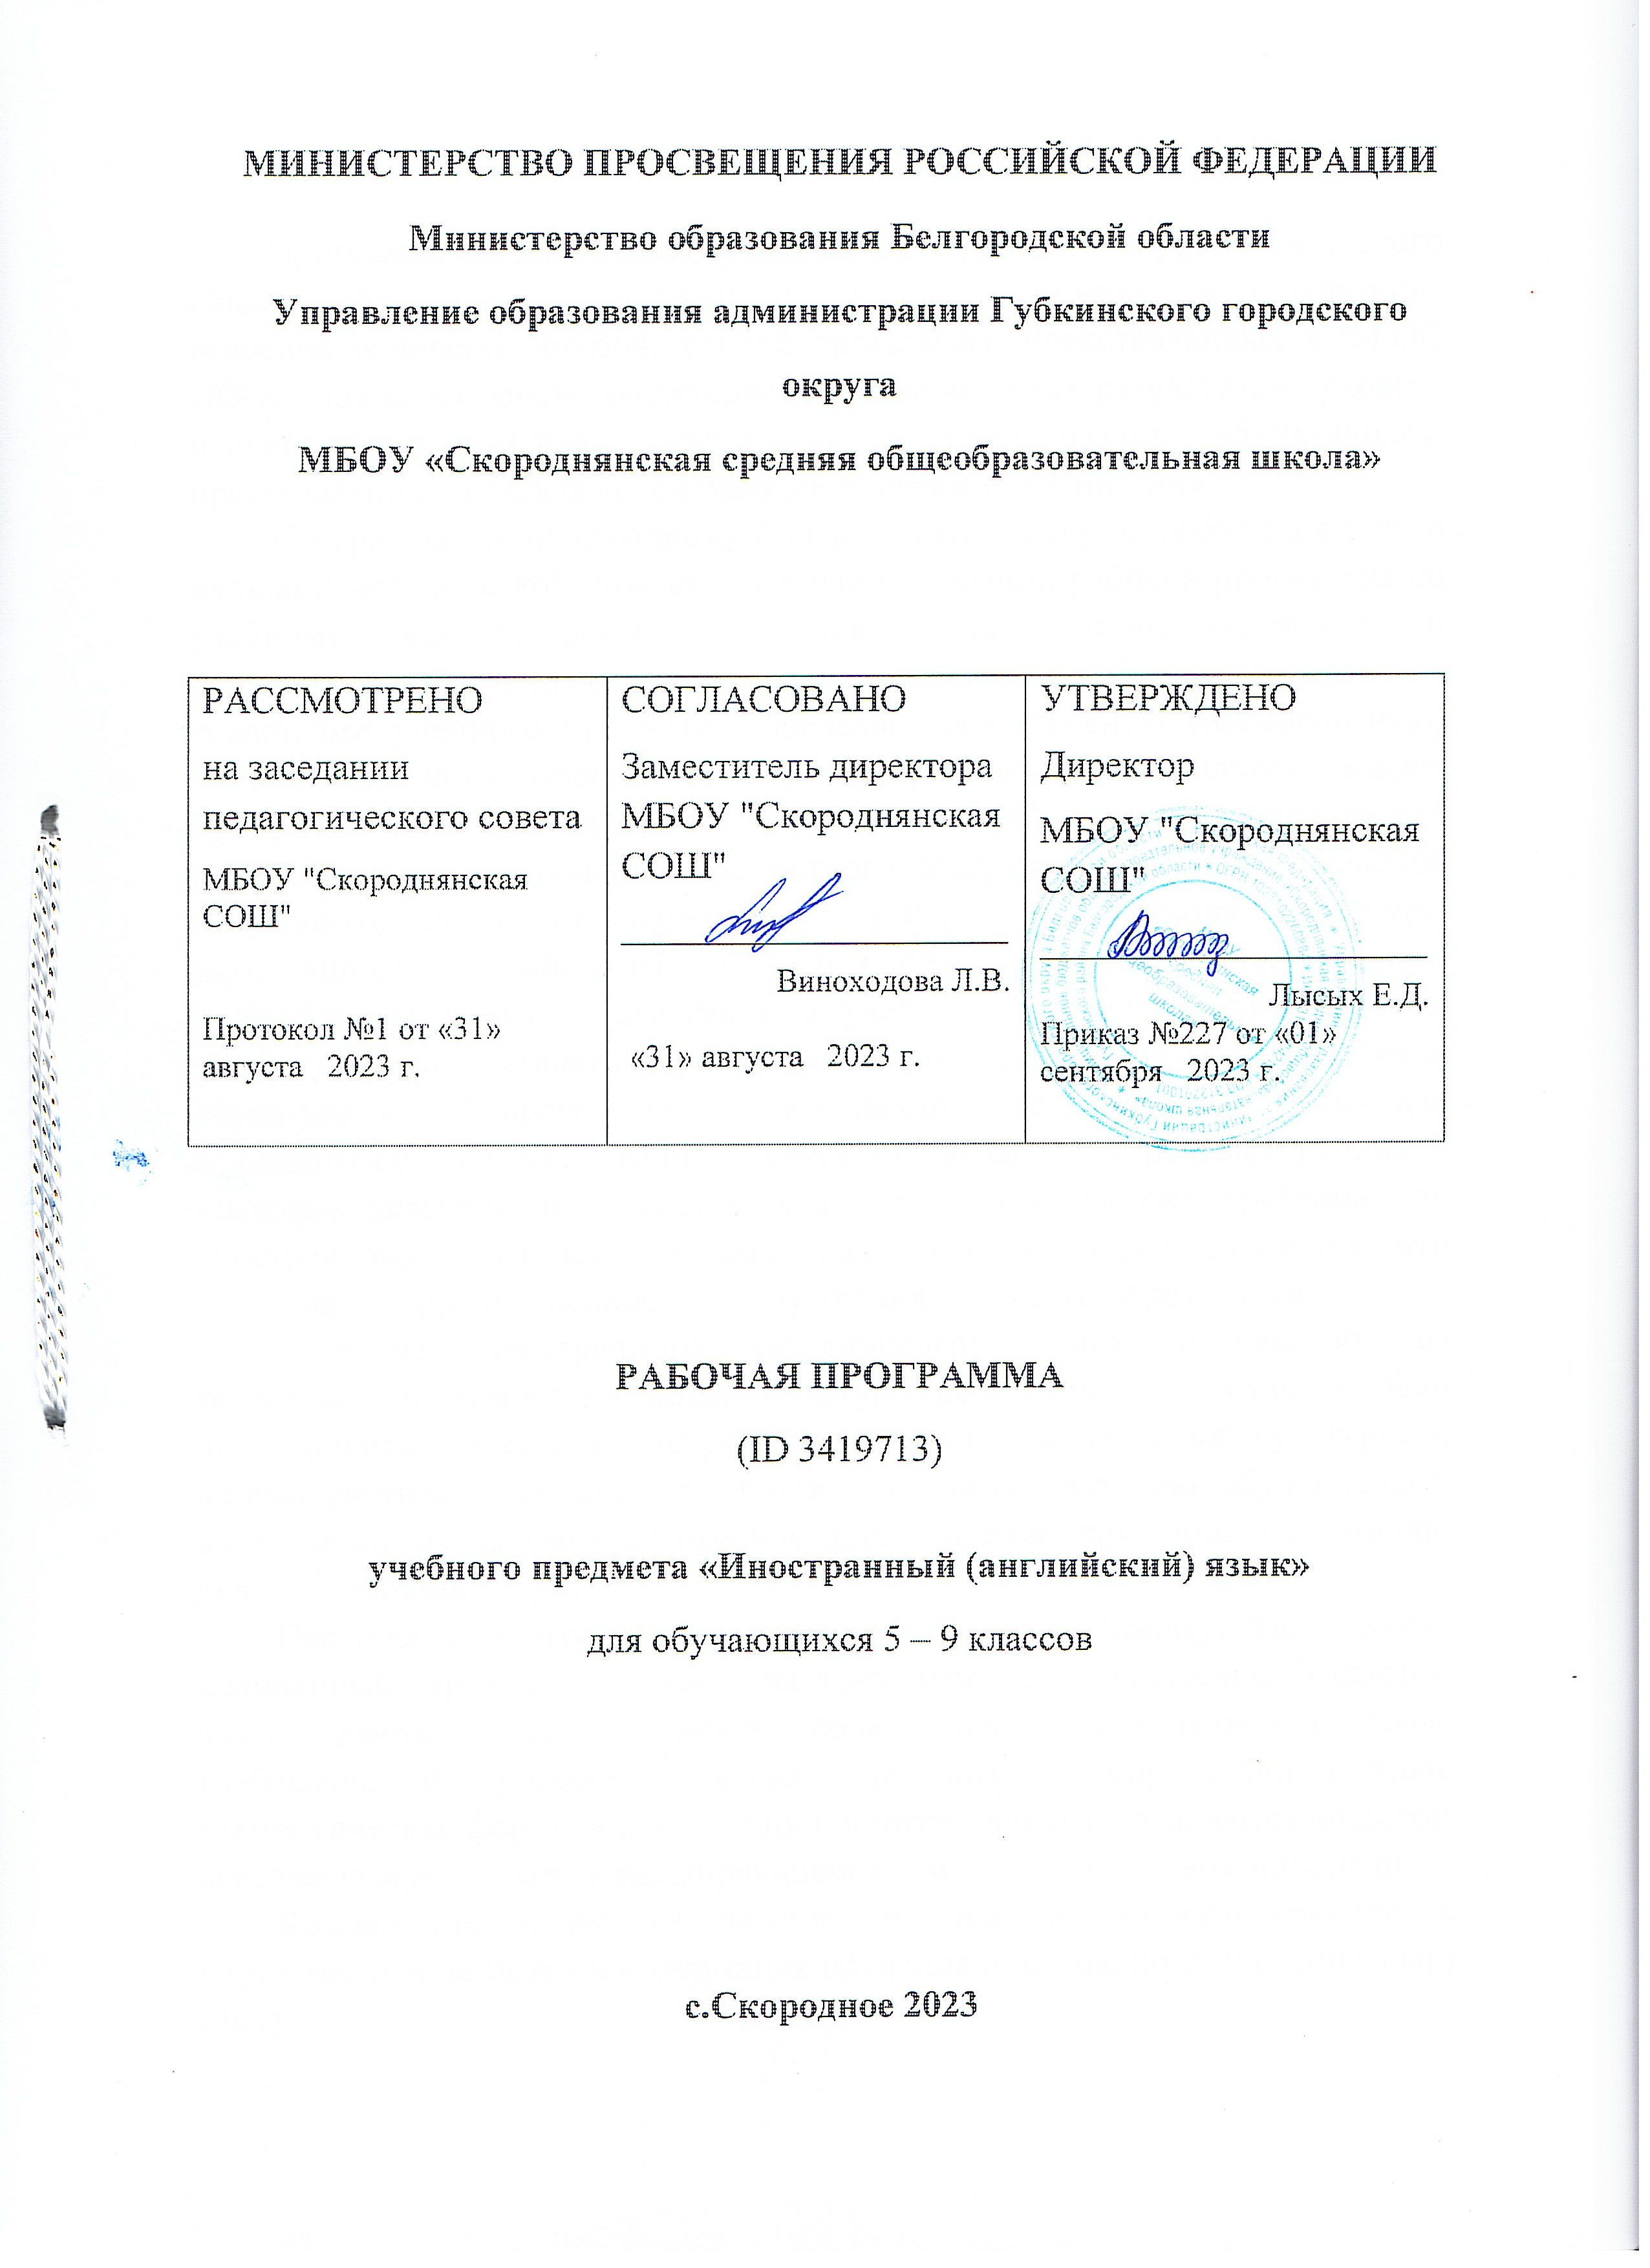 МИНИСТЕРСТВО ПРОСВЕЩЕНИЯ РОССИЙСКОЙ ФЕДЕРАЦИИ
Министерство образования Белгородской области
Управление образования администрации Губкинского городского
округа
МБОУ «Скороднянская средняя общеобразовательная школа»
РАССМОТРЕНО
на заседании
педагогического совета
МБОУ "Скороднянская
СОШ"
Протокол №1 от «31»
августа 2023 г.
СОГЛАСОВАНО
Заместитель директора
МБОУ "Скороднянская
СОШ"
Виноходова Л.В.
«31» августа 2023 г.
УТВЕРЖДЕНО
Директор
МБОУ "Скороднянская
СОШ"
Лысых Е.Д.
Приказ №227 от «01»
сентября 2023 г.
РАБОЧАЯ ПРОГРАММА
(ID 3419713)
учебного предмета «Иностранный (английский) язык»
для обучающихся 5 – 9 классов
с.Скородное 2023